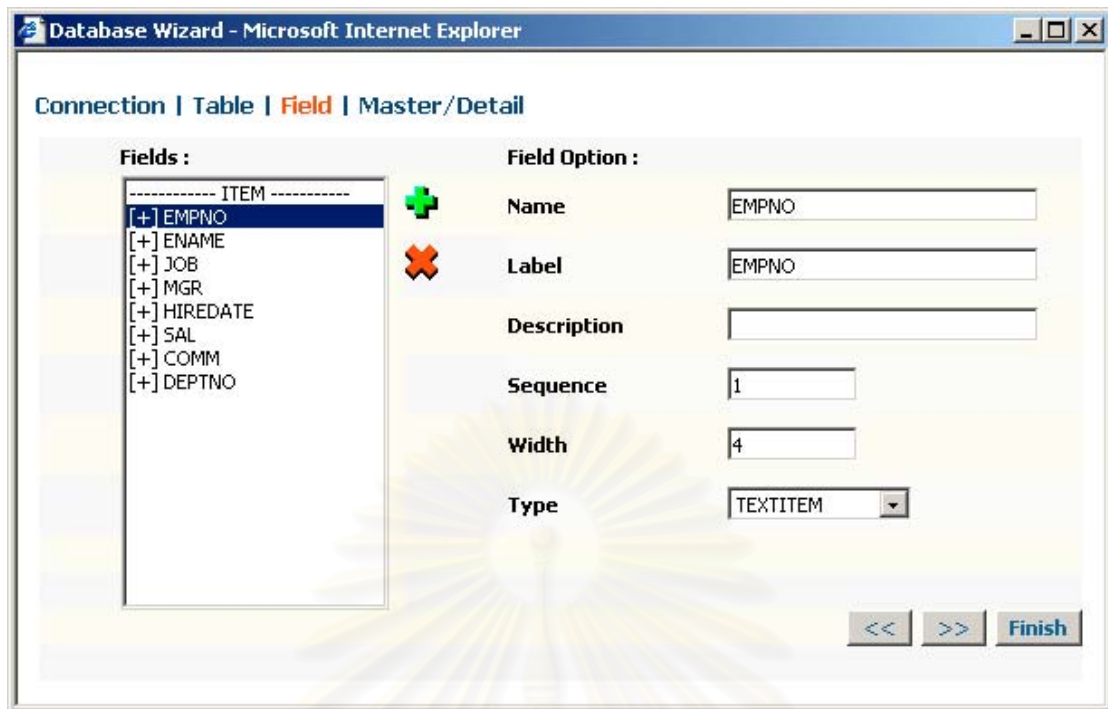 Database Wizard - Microsoft Internet Explorer
Connection | Table | Field | Master/Detail
Fields :
------------ ITEM -----------
[+] EMPNO
[+] ENAME
[+] JOB
[+] MGR
[+] HIREDATE
[+] SAL
[+] COMM
[+] DEPTNO
Field Option :
Name EMPNO
Label EMPNO
Description
Sequence 1
Width 4
Type TEXTITEM
<< >> Finish